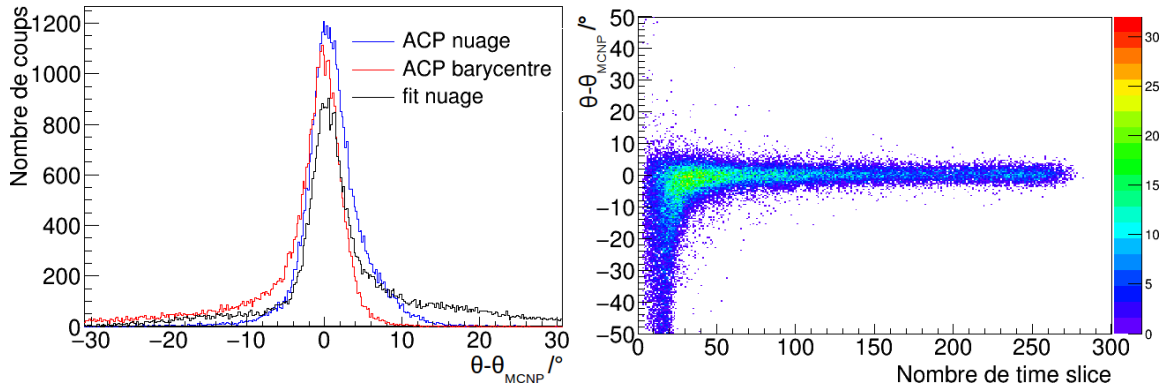 Nombre de coups
1200
1000
800
600
400
200
0
ACP nuage
ACP barycentre
fit nuage
−30 −20 −10 0 10 20 30
θ-θMCNP /°
θ-θMCNP /°
50
40
30
20
10
0
−10
−20
−30
−40
−50
0 50 100 150 200 250 300
Nombre de time slice
30
25
20
15
10
5
0